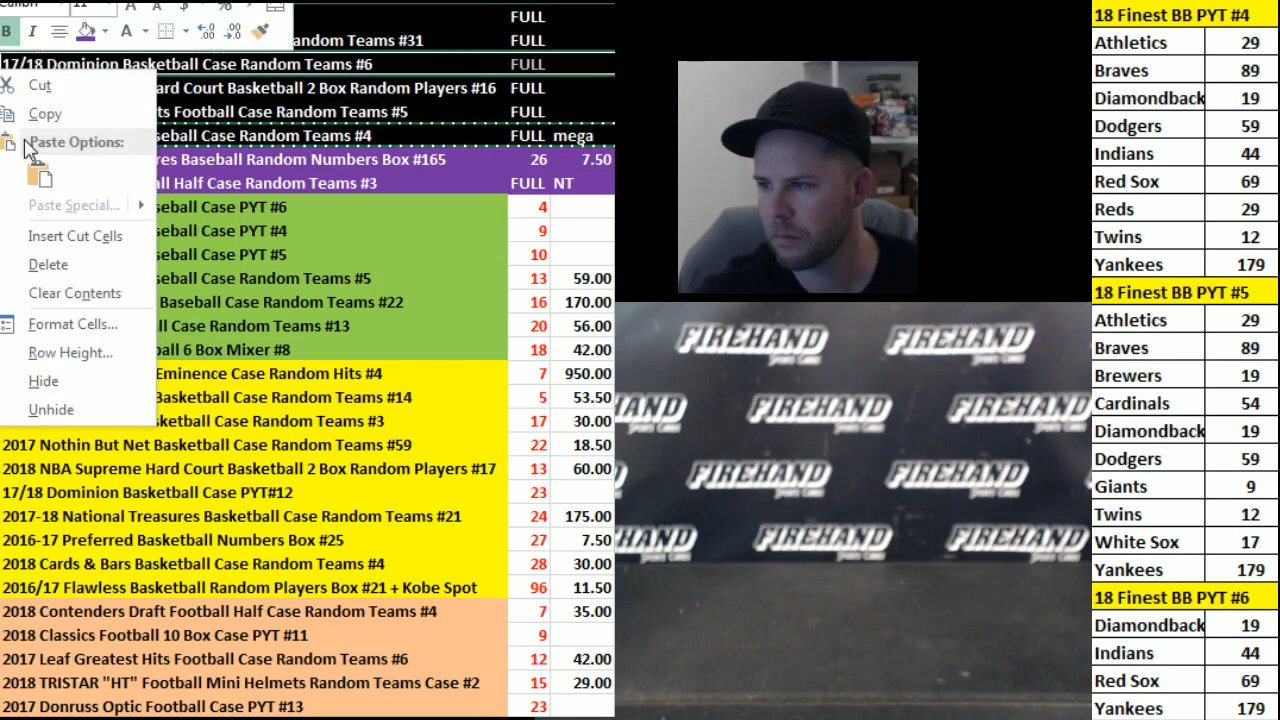 Calibri 11 A A $ %
B I A
FULL
andom Teams #31 FULL
17/18 Dominion Basketball Case Random Teams #6 FULL
ard Court Basketball 2 Box Random Players #16 FULL
ts Football Case Random Teams #5 FULL
seball Case Random Teams #4 FULL mega
res Baseball Random Numbers Box #165 26 7.50
ll Half Case Random Teams #3 FULL NT
seball Case PYT #6 4
seball Case PYT #4 9
seball Case PYT #5 10
seball Case Random Teams #5 13 59.00
Baseball Case Random Teams #22 16 170.00
ll Case Random Teams #13 20 56.00
ball 6 Box Mixer #8 18 42.00
Eminence Case Random Hits #4 7 950.00
Basketball Case Random Teams #14 5 53.50
sketball Case Random Teams #3 17 30.00
2017 Nothin But Net Basketball Case Random Teams #59 22 18.50
2018 NBA Supreme Hard Court Basketball 2 Box Random Players #17 13 60.00
17/18 Dominion Basketball Case PYT#12 23
2017-18 National Treasures Basketball Case Random Teams #21 24 175.00
2016-17 Preferred Basketball Numbers Box #25 27 7.50
2018 Cards & Bars Basketball Case Random Teams #4 28 30.00
2016/17 Flawless Basketball Random Players Box #21 + Kobe Spot 96 11.50
2018 Contenders Draft Football Half Case Random Teams #4 7 35.00
2018 Classics Football 10 Box Case PYT #11 9
2017 Leaf Greatest Hits Football Case Random Teams #6 12 42.00
2018 TRISTAR "HT" Football Mini Helmets Random Teams Case #2 15 29.00
2017 Donruss Optic Football Case PYT #13 23
Cut
Copy
Paste Options:
Paste Special...
Insert Cut Cells
Delete
Clear Contents
Format Cells...
Row Height...
Hide
Unhide
FIREHAND FIREHAND
HAND FIREHAND FIREHAND
FIREHAND FIREHAND
HAND FIREHAND FIREHAND
18 Finest BB PYT #4
Athletics 29
Braves 89
Diamondback 19
Dodgers 59
Indians 44
Red Sox 69
Reds 29
Twins 12
Yankees 179
18 Finest BB PYT #5
Athletics 29
Braves 89
Brewers 19
Cardinals 54
Diamondback 19
Dodgers 59
Giants 9
Twins 12
White Sox 17
Yankees 179
18 Finest BB PYT #6
Diamondback 19
Indians 44
Red Sox 69
Yankees 179